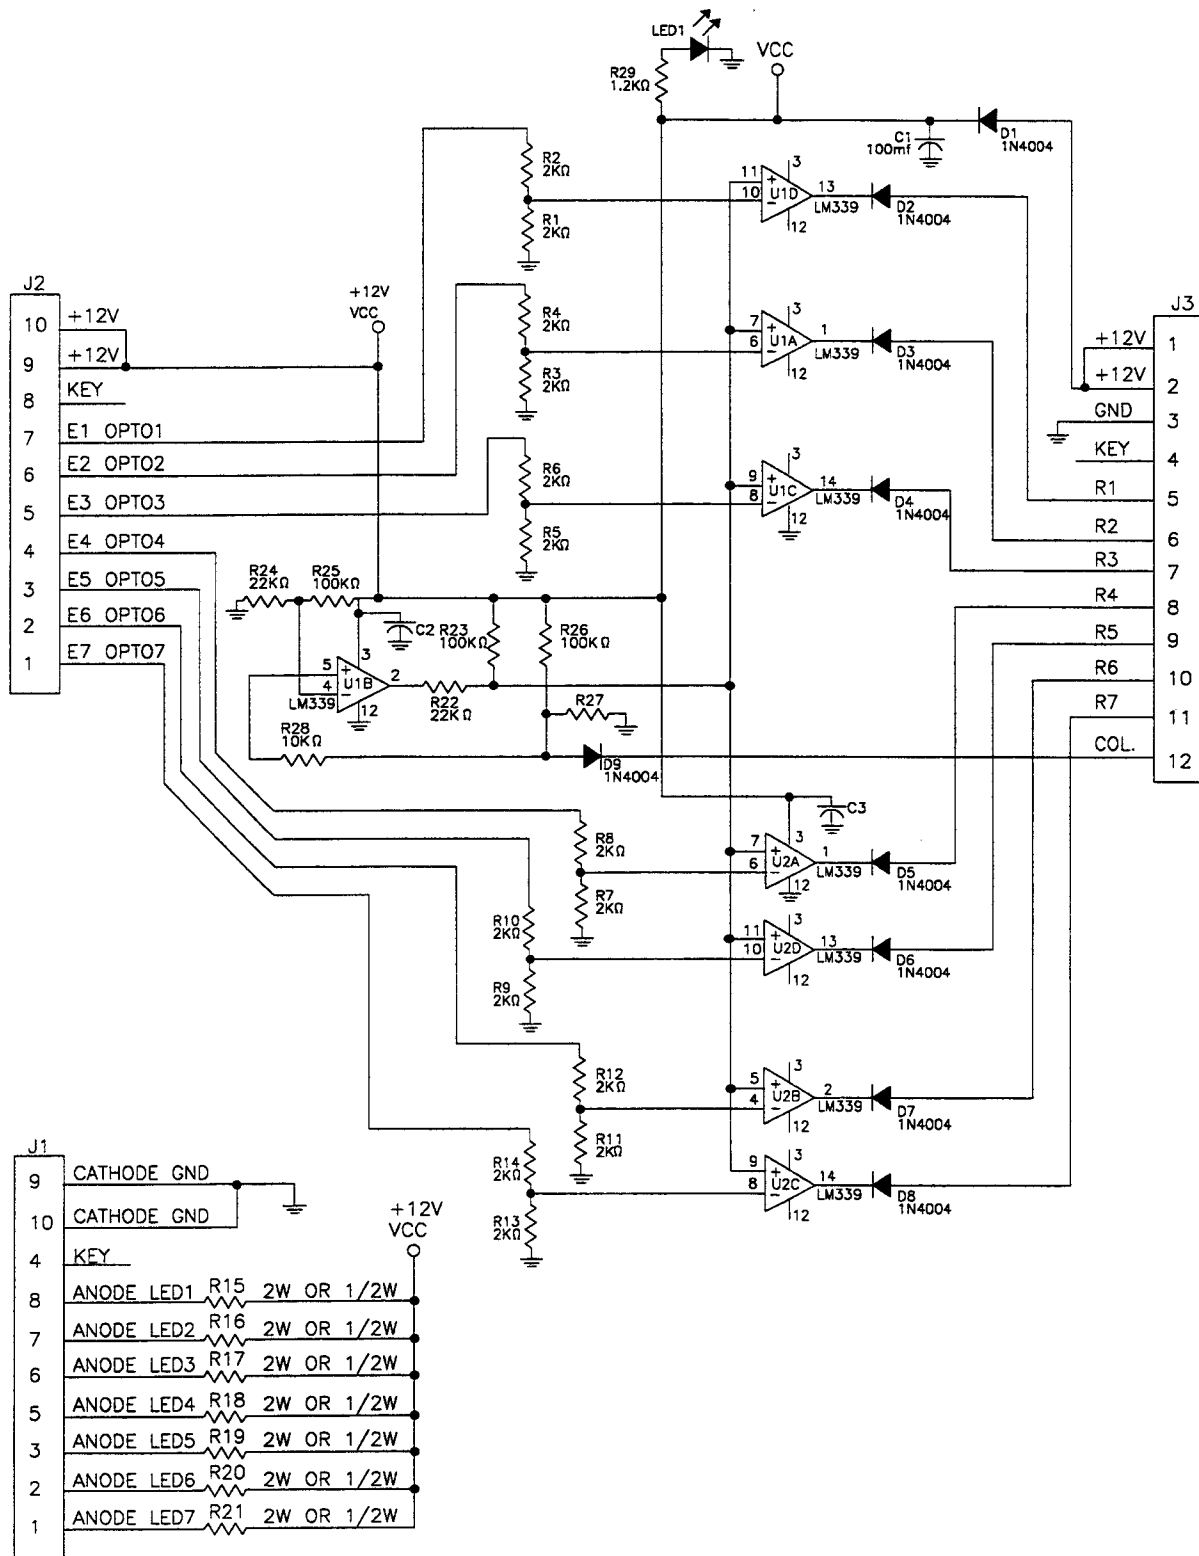 LED1
VCC
R29
1.2KΩ
C1
100mf
D1
1N4004
R2
2KΩ
R1
2KΩ
11
10
+
−
U1D
3
12
13
LM339
D2
1N4004
J2
10 +12V
9 +12V
8 KEY
7 E1 OPTO1
6 E2 OPTO2
5 E3 OPTO3
4 E4 OPTO4
3 E5 OPTO5
2 E6 OPTO6
1 E7 OPTO7
+12V
VCC
R4
2KΩ
R3
2KΩ
7
6
+
−
U1A
3
12
1
LM339
D3
1N4004
J3
+12V 1
+12V 2
GND 3
KEY 4
R1 5
R2 6
R3 7
R4 8
R5 9
R6 10
R7 11
COL. 12
R6
2KΩ
R5
2KΩ
9
8
+
−
U1C
3
12
14
LM339
D4
1N4004
R24
22KΩ
R25
100KΩ
C2
R23
100KΩ
R26
100KΩ
5
4
+
−
U1B
3
12
2
LM339
R22
22KΩ
R27
R28
10KΩ
D9
1N4004
C3
R8
2KΩ
R7
2KΩ
7
6
+
−
U2A
3
12
1
LM339
D5
1N4004
R10
2KΩ
R9
2KΩ
11
10
+
−
U2D
3
12
13
LM339
D6
1N4004
R12
2KΩ
R11
2KΩ
5
4
+
−
U2B
3
12
2
LM339
D7
1N4004
R14
2KΩ
R13
2KΩ
9
8
+
−
U2C
3
12
14
LM339
D8
1N4004
J1
9 CATHODE GND
10 CATHODE GND
4 KEY
+12V
VCC
8 ANODE LED1 R15 2W OR 1/2W
7 ANODE LED2 R16 2W OR 1/2W
6 ANODE LED3 R17 2W OR 1/2W
5 ANODE LED4 R18 2W OR 1/2W
3 ANODE LED5 R19 2W OR 1/2W
2 ANODE LED6 R20 2W OR 1/2W
1 ANODE LED7 R21 2W OR 1/2W